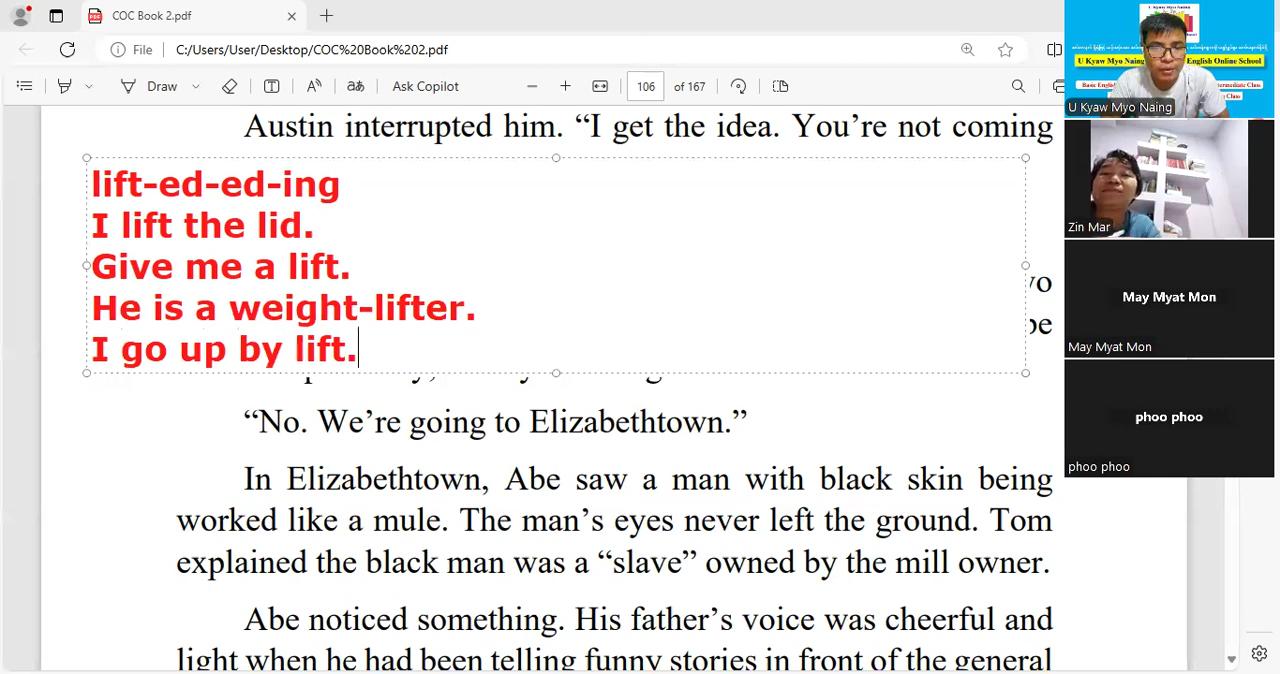 COC Book 2.pdf
File
C:/Users/User/Desktop/COC%20Book%202.pdf
Draw
Ask Copilot
106 of 167
Austin interrupted him. “I get the idea. You’re not coming
lift-ed-ed-ing
I lift the lid.
Give me a lift.
He is a weight-lifter.
I go up by lift.
“No. We’re going to Elizabethtown.”
In Elizabethtown, Abe saw a man with black skin being
worked like a mule. The man’s eyes never left the ground. Tom
explained the black man was a “slave” owned by the mill owner.
Abe noticed something. His father’s voice was cheerful and
light when he had been telling funny stories in front of the general
U Kyaw Myo Naing
English Online School
U Kyaw Myo Naing
Zin Mar
May Myat Mon
May Myat Mon
phoo phoo
phoo phoo